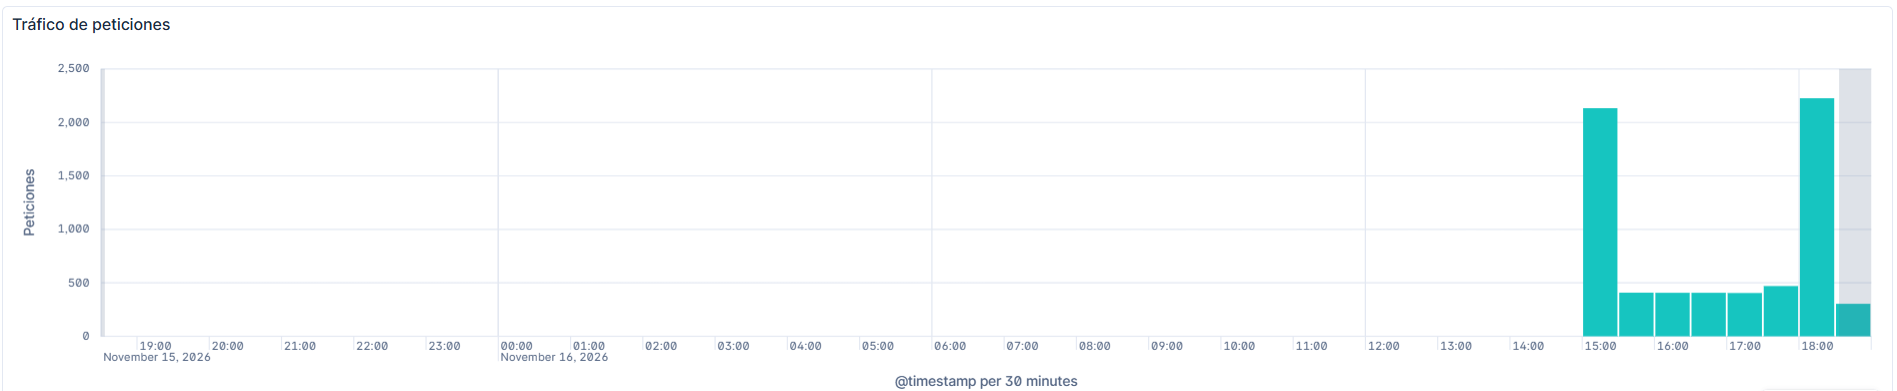 Tráfico de peticiones
2,500
2,000
1,500
1,000
500
0
Peticiones
19:00 20:00 21:00 22:00 23:00 00:00 01:00 02:00 03:00 04:00 05:00 06:00 07:00 08:00 09:00 10:00 11:00 12:00 13:00 14:00 15:00 16:00 17:00 18:00
November 15, 2026 November 16, 2026
@timestamp per 30 minutes